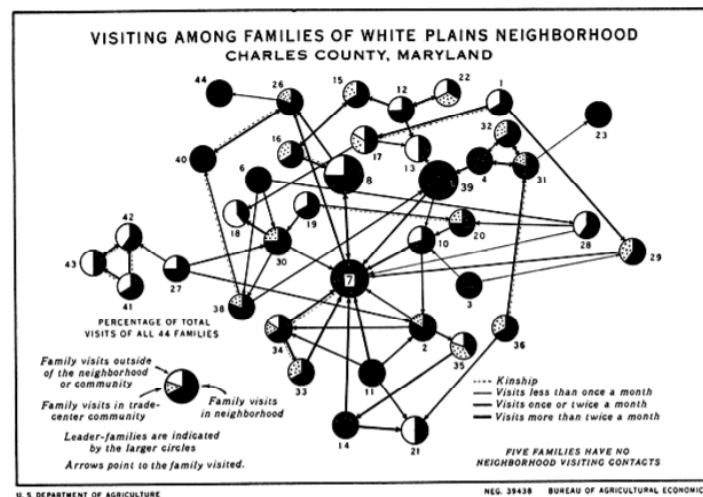 VISITING AMONG FAMILIES OF WHITE PLAINS NEIGHBORHOOD
CHARLES COUNTY, MARYLAND
44
26
15
12
22
1
32
23
16
17
13
40
6
8
39
4
31
42
18
19
20
28
43
30
10
29
27
7
3
41
38
PERCENTAGE OF TOTAL
VISITS OF ALL 44 FAMILIES
34
2
36
35
33
11
14
21
Family visits outside
of the neighborhood
or community
Family visits in trade-
center community
Family visits
in neighborhood
Leader-families are indicated
by the larger circles
Arrows point to the family visited.
Kinship
Visits less than once a month
Visits once or twice a month
Visits more than twice a month
FIVE FAMILIES HAVE NO
NEIGHBORHOOD VISITING CONTACTS
U. S. DEPARTMENT OF AGRICULTURE
NEG. 39438 BUREAU OF AGRICULTURAL ECONOMIC